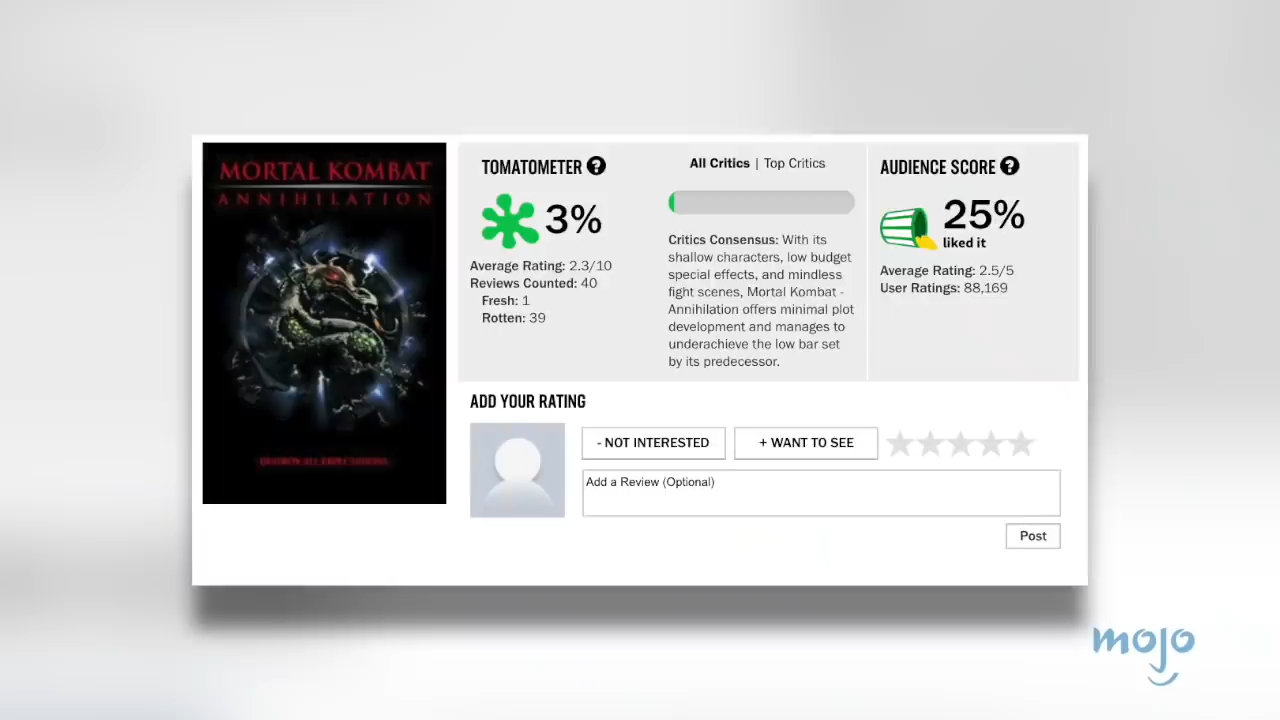 MORTAL KOMBAT
ANNIHILATION
TOMATOMETER ?
3%
Average Rating: 2.3/10
Reviews Counted: 40
Fresh: 1
Rotten: 39
All Critics | Top Critics
Critics Consensus: With its
shallow characters, low budget
special effects, and mindless
fight scenes, Mortal Kombat -
Annihilation offers minimal plot
development and manages to
underachieve the low bar set
by its predecessor.
AUDIENCE SCORE ?
25%
liked it
Average Rating: 2.5/5
User Ratings: 88,169
ADD YOUR RATING
- NOT INTERESTED
+ WANT TO SEE
Add a Review (Optional)
Post
mojo